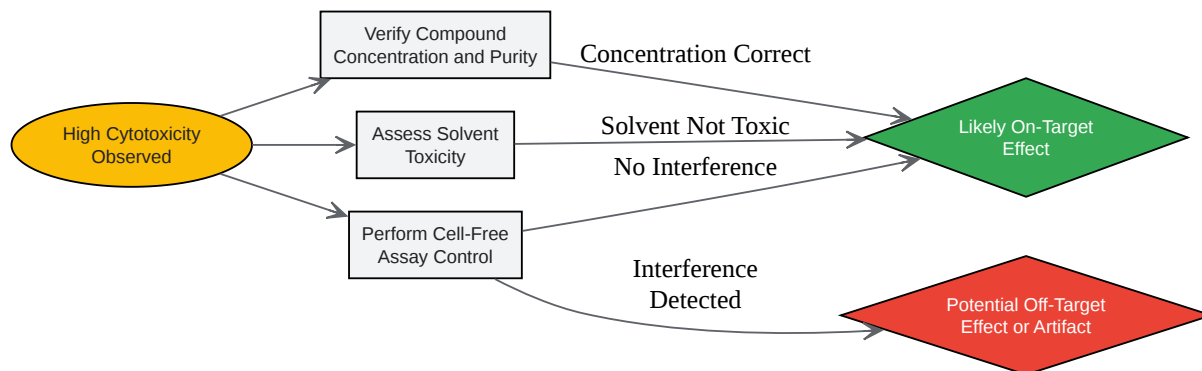 Verify Compound
Concentration and Purity
Concentration Correct
High Cytotoxicity
Observed
Assess Solvent
Toxicity
Solvent Not Toxic
Likely On-Target
Effect
No Interference
Perform Cell-Free
Assay Control
Interference
Detected
Potential Off-Target
Effect or Artifact